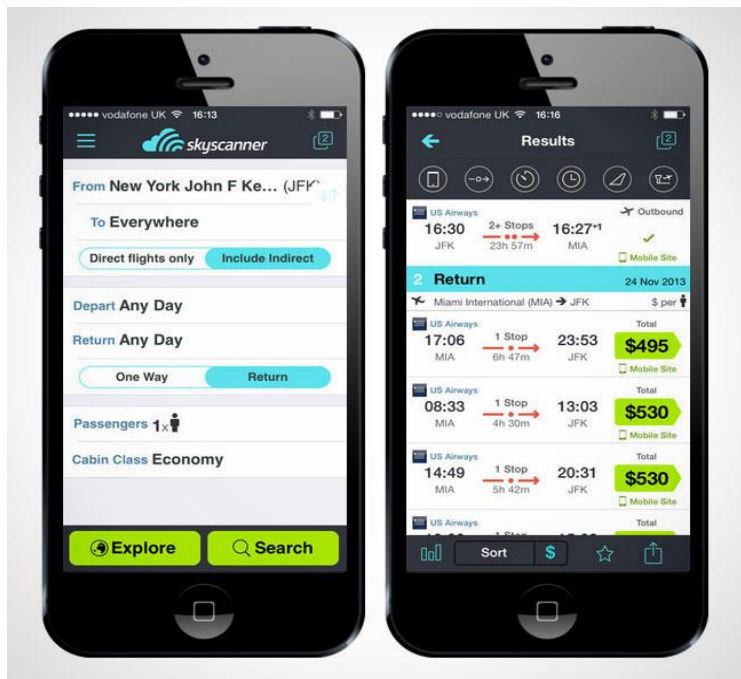 vodafone UK 16:13
2
skyscanner
From New York John F Ke... (JFK)
To Everywhere
Direct flights only Include Indirect
Depart Any Day
Return Any Day
One Way Return
Passengers 1x
Cabin Class Economy
Explore Search
vodafone UK 16:16
Results 2
US Airways Outbound
16:30 2+ Stops 16:27+1
JFK 23h 57m MIA
Mobile Site
2 Return 24 Nov 2013
Miami International (MIA) → JFK $ per
US Airways Total
17:06 1 Stop 23:53 $495
MIA 6h 47m JFK
Mobile Site
US Airways Total
08:33 1 Stop 13:03 $530
MIA 4h 30m JFK
Mobile Site
US Airways Total
14:49 1 Stop 20:31 $530
MIA 5h 42m JFK
Mobile Site
US Airways Total
1 Stop
Sort $